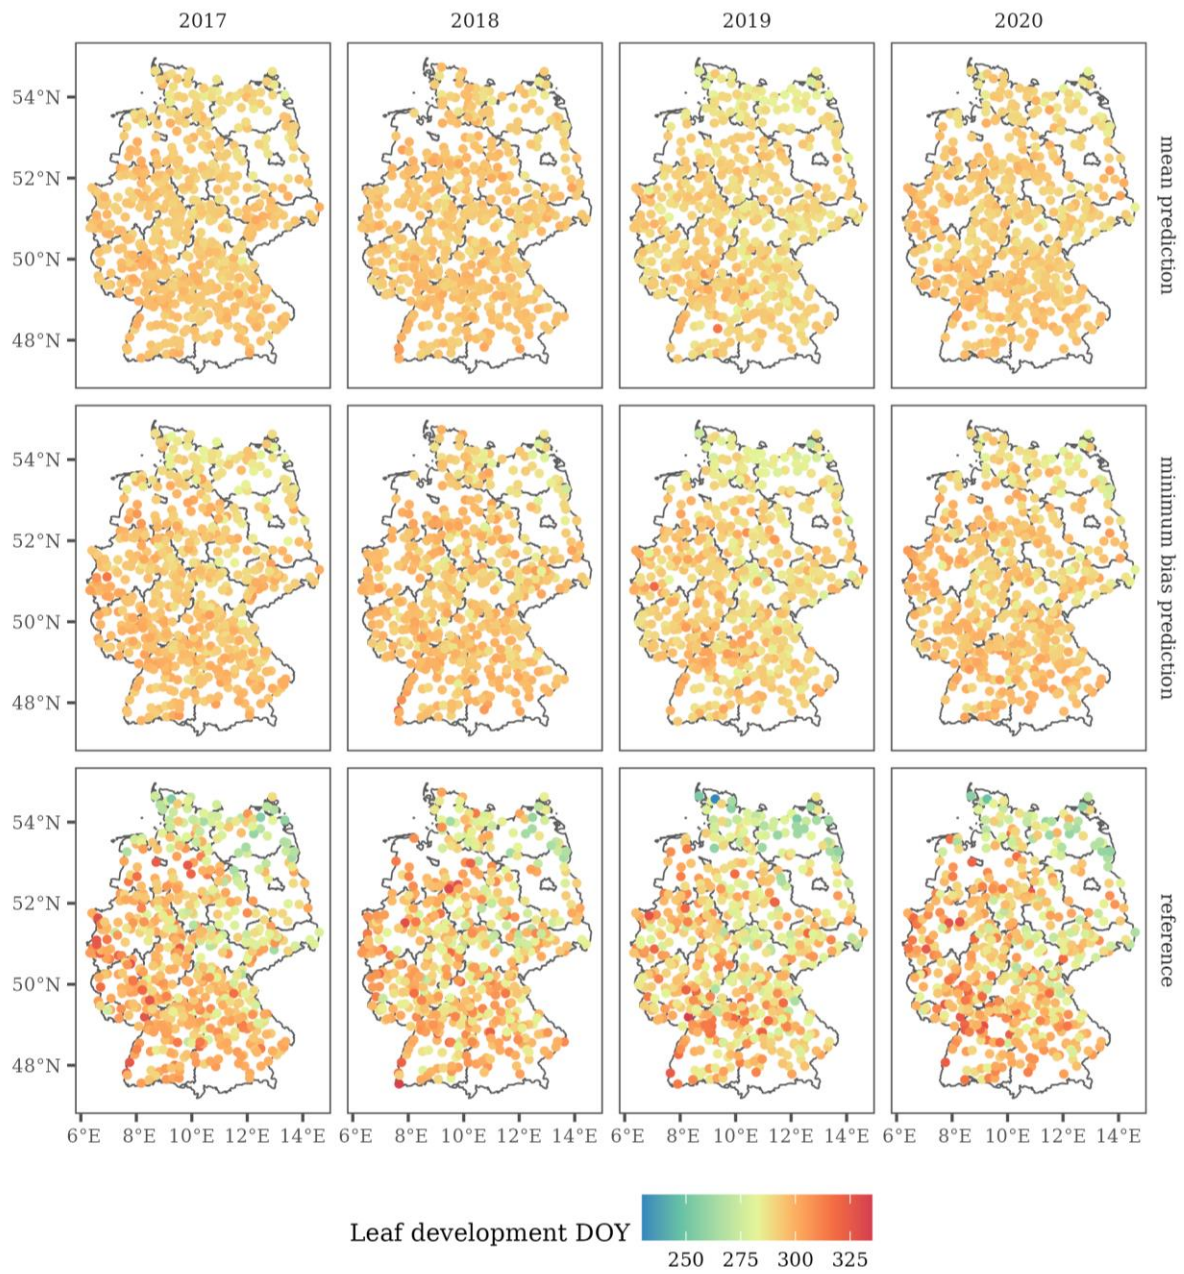 2017 2018 2019 2020
54°N
52°N
50°N
48°N
mean prediction
54°N
52°N
50°N
48°N
minimum bias prediction
54°N
52°N
50°N
48°N
reference
6°E 8°E 10°E 12°E 14°E 6°E 8°E 10°E 12°E 14°E 6°E 8°E 10°E 12°E 14°E 6°E 8°E 10°E 12°E 14°E
Leaf development DOY
250 275 300 325